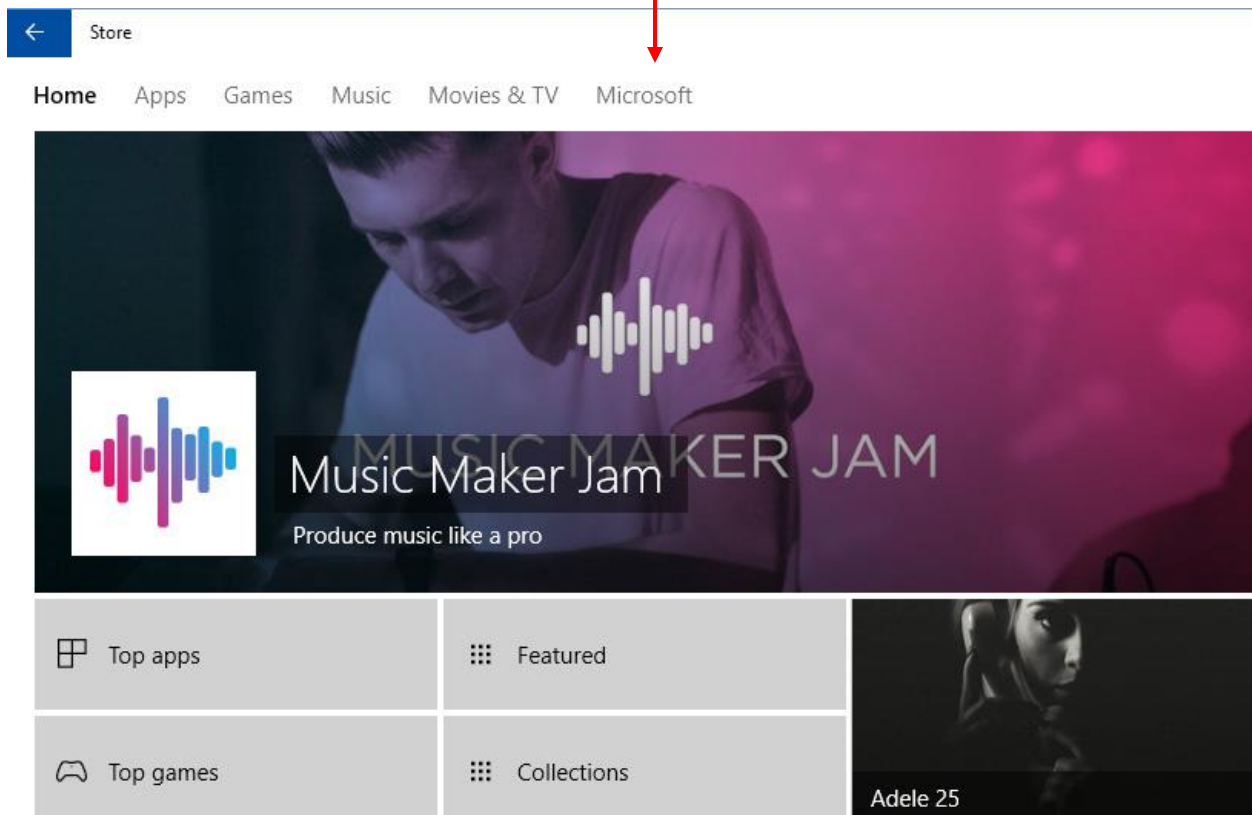 Store
Home Apps Games Music Movies & TV Microsoft
MUSIC MAKER JAM
Music Maker Jam
Produce music like a pro
Top apps
Featured
Top games
Collections
Adele 25